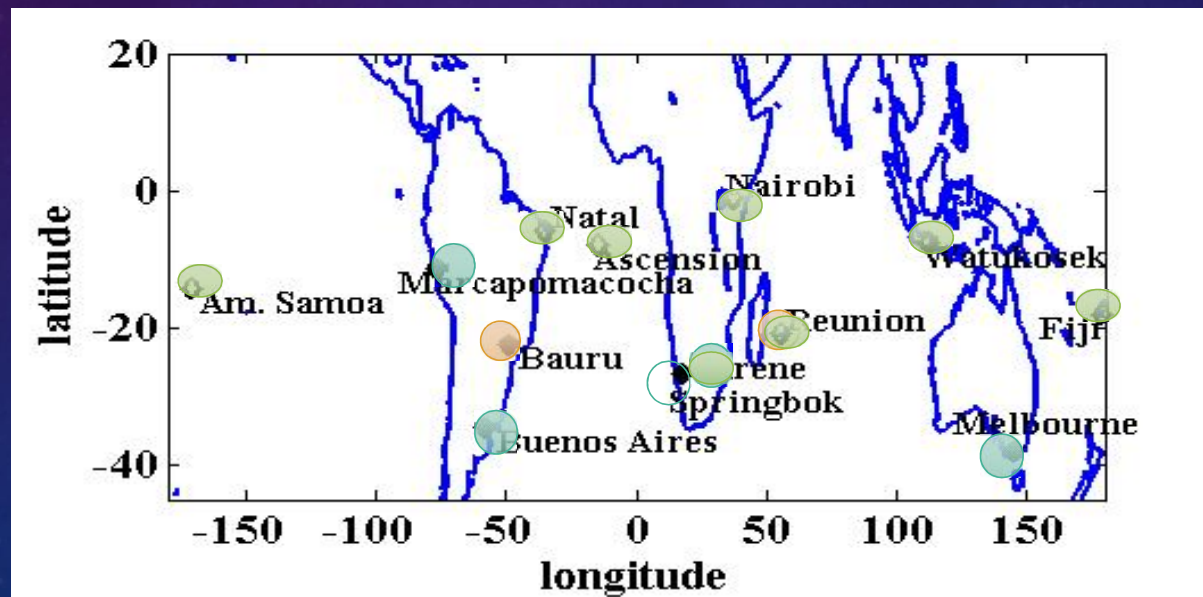 20
0
-20
-40
latitude
Nairobi
Natal
Ascension
Watukosek
Marcapomacocha
Am. Samoa
Reunion
Fiji
Bauru
Irene
Springbok
Melbourne
Buenos Aires
-150 -100 -50 0 50 100 150
longitude